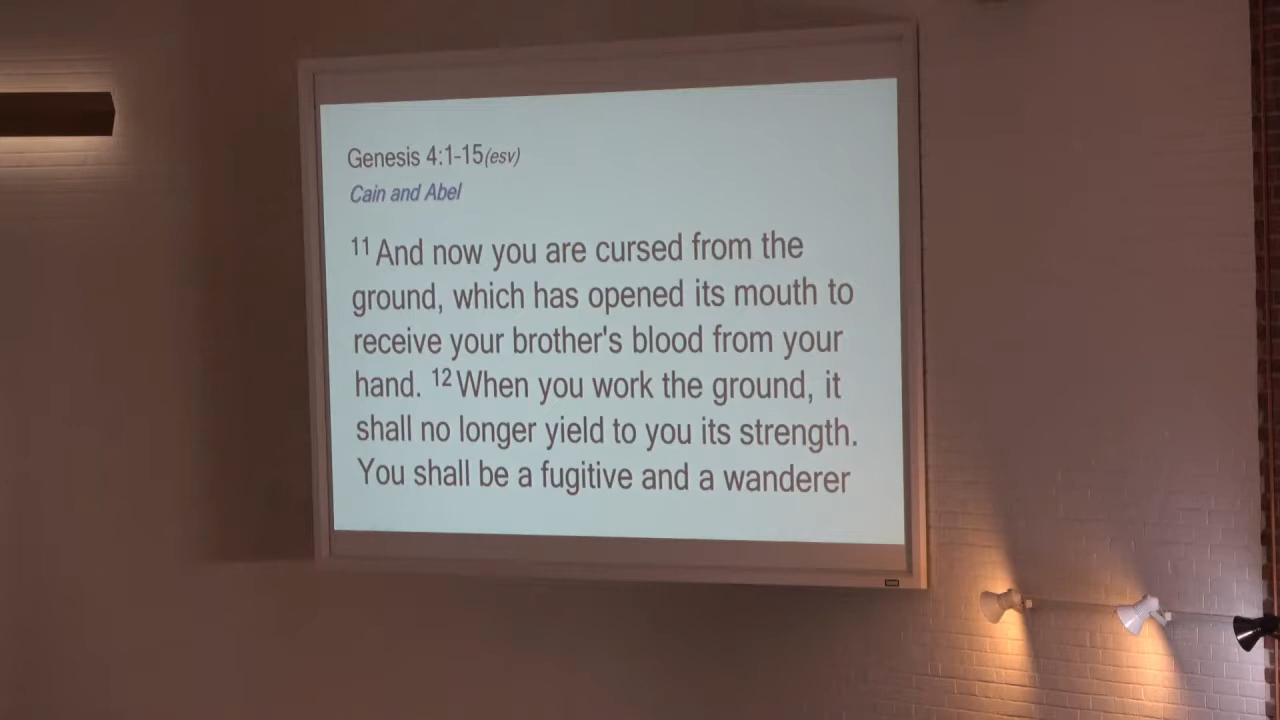 Genesis 4:1-15(esv)
Cain and Abel
11 And now you are cursed from the
ground, which has opened its mouth to
receive your brother's blood from your
hand. 12 When you work the ground, it
shall no longer yield to you its strength.
You shall be a fugitive and a wanderer